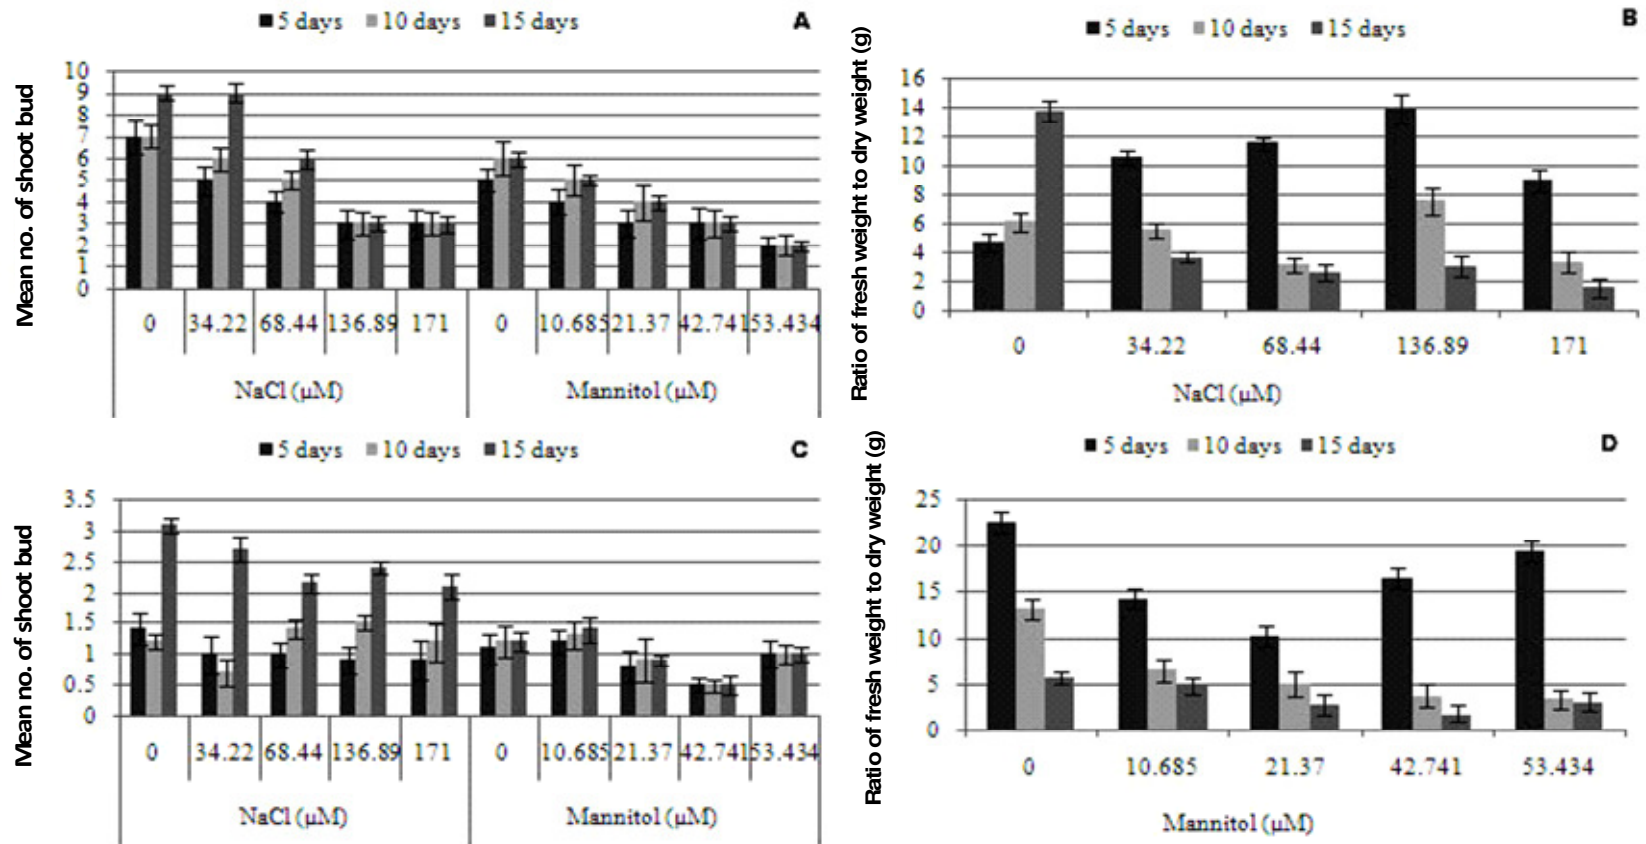 ■ 5 days ■ 10 days ■ 15 days A
Mean no. of shoot bud
10
9
8
7
6
5
4
3
2
1
0
0 34.22 68.44 136.89 171 0 10.685 21.37 42.741 53.434
NaCl (μM) Mannitol (μM)
■ 5 days ■ 10 days ■ 15 days B
Ratio of fresh weight to dry weight (g)
16
14
12
10
8
6
4
2
0
0 34.22 68.44 136.89 171
NaCl (μM)
■ 5 days ■ 10 days ■ 15 days C
Mean no. of shoot bud
3.5
3
2.5
2
1.5
1
0.5
0
0 34.22 68.44 136.89 171 0 10.685 21.37 42.741 53.434
NaCl (μM) Mannitol (μM)
■ 5 days ■ 10 days ■ 15 days D
Ratio of fresh weight to dry weight (g)
25
20
15
10
5
0
0 10.685 21.37 42.741 53.434
Mannitol (μM)